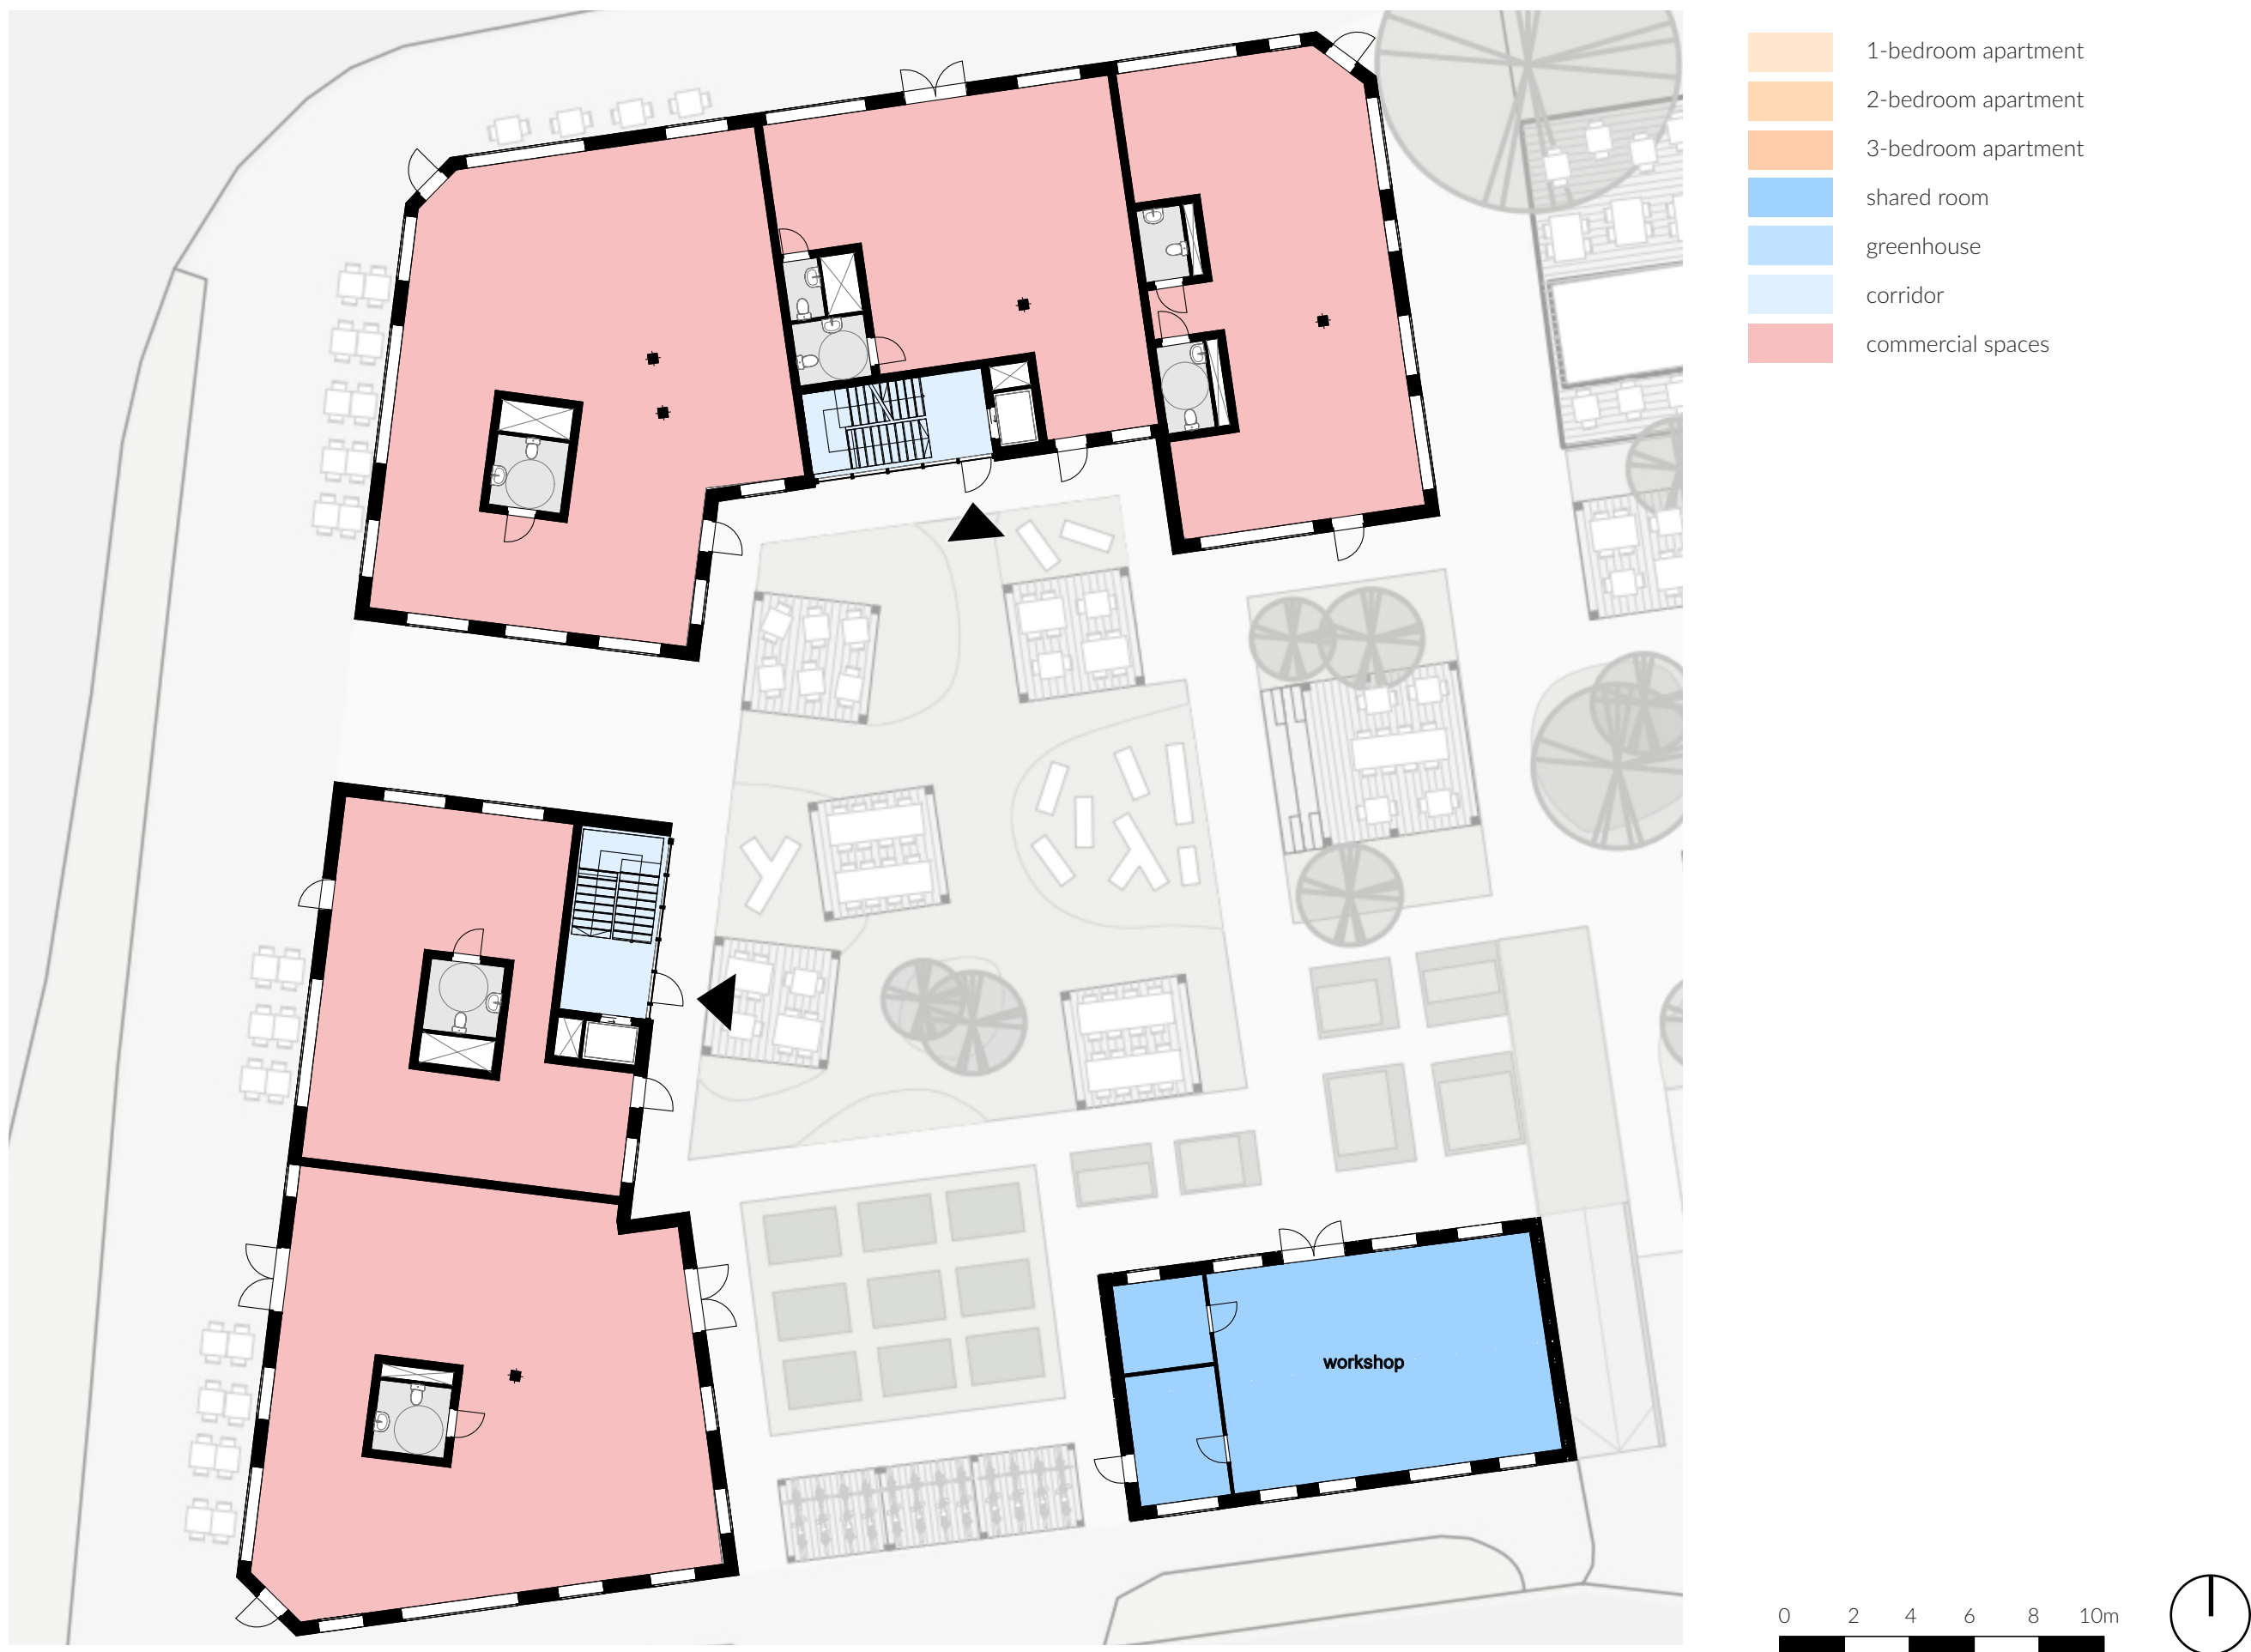 1-bedroom apartment
2-bedroom apartment
3-bedroom apartment
shared room
greenhouse
corridor
commercial spaces
workshop
0 2 4 6 8 10m